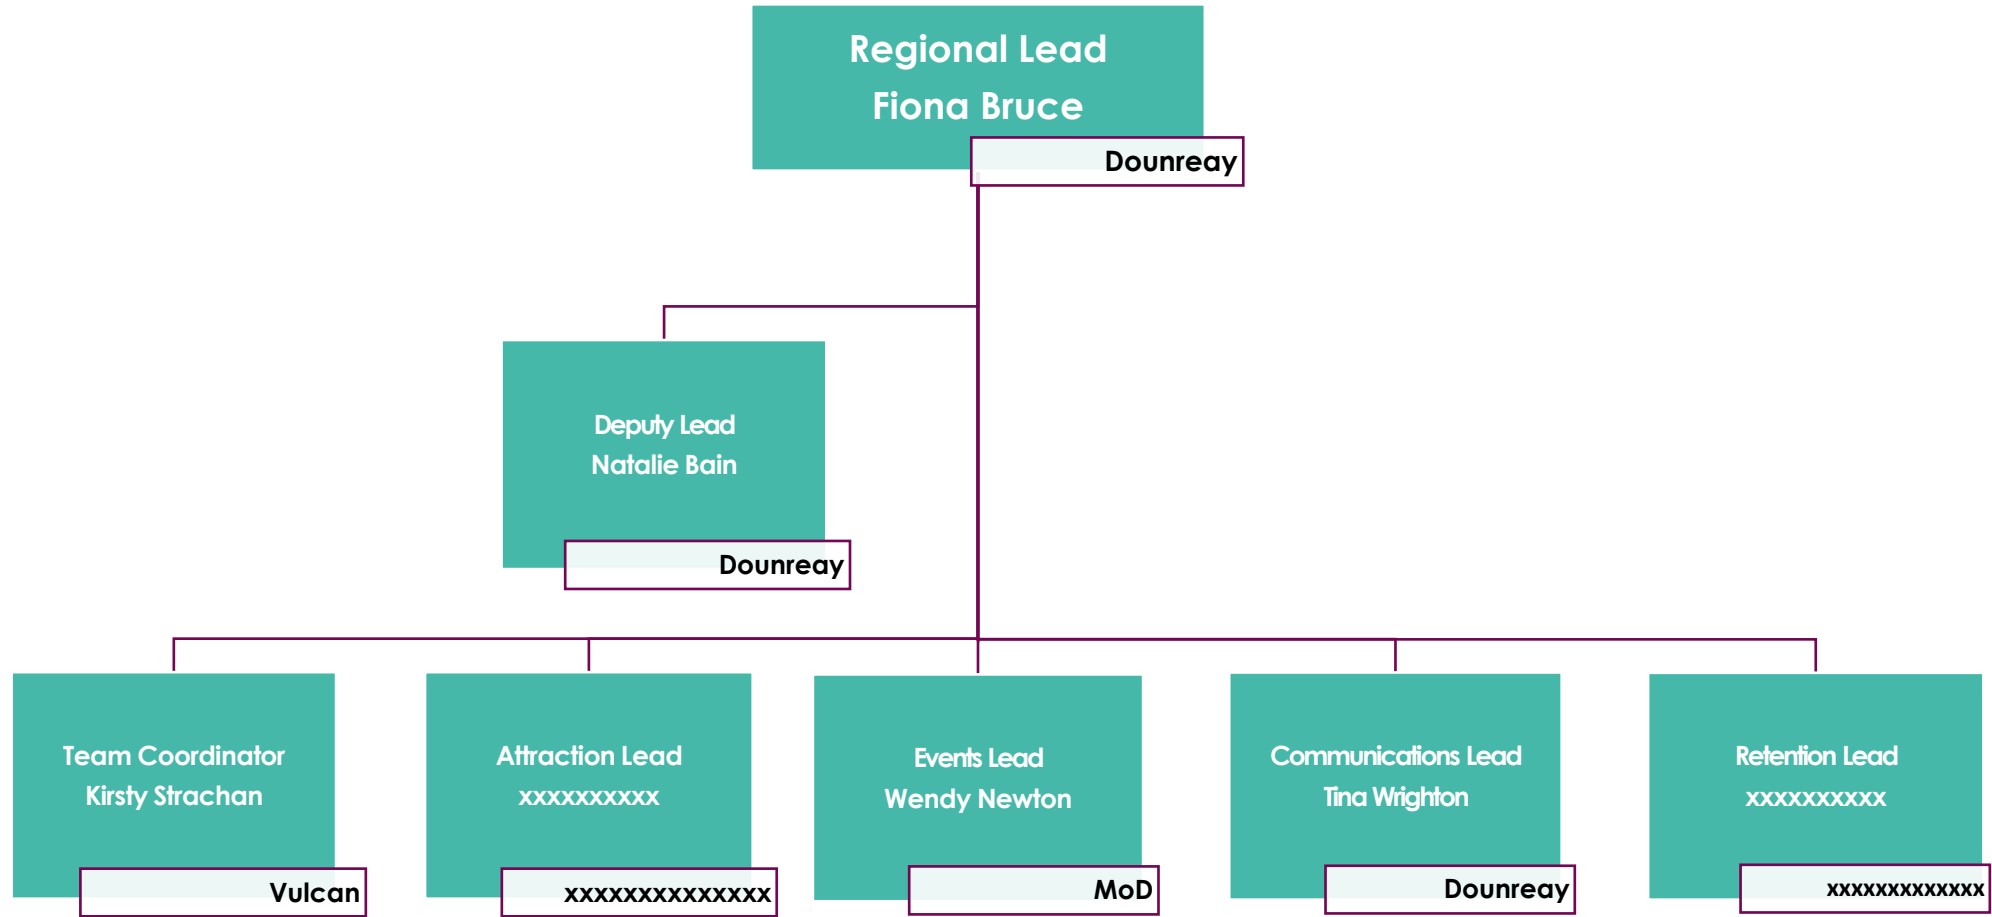 Regional Lead
Fiona Bruce
Dounreay
Deputy Lead
Natalie Bain
Dounreay
Team Coordinator
Kirsty Strachan
Vulcan
Attraction Lead
xxxxxxxxxx
xxxxxxxxxxxxxx
Events Lead
Wendy Newton
MoD
Communications Lead
Tina Wrighton
Dounreay
Retention Lead
xxxxxxxxxx
xxxxxxxxxxxxx